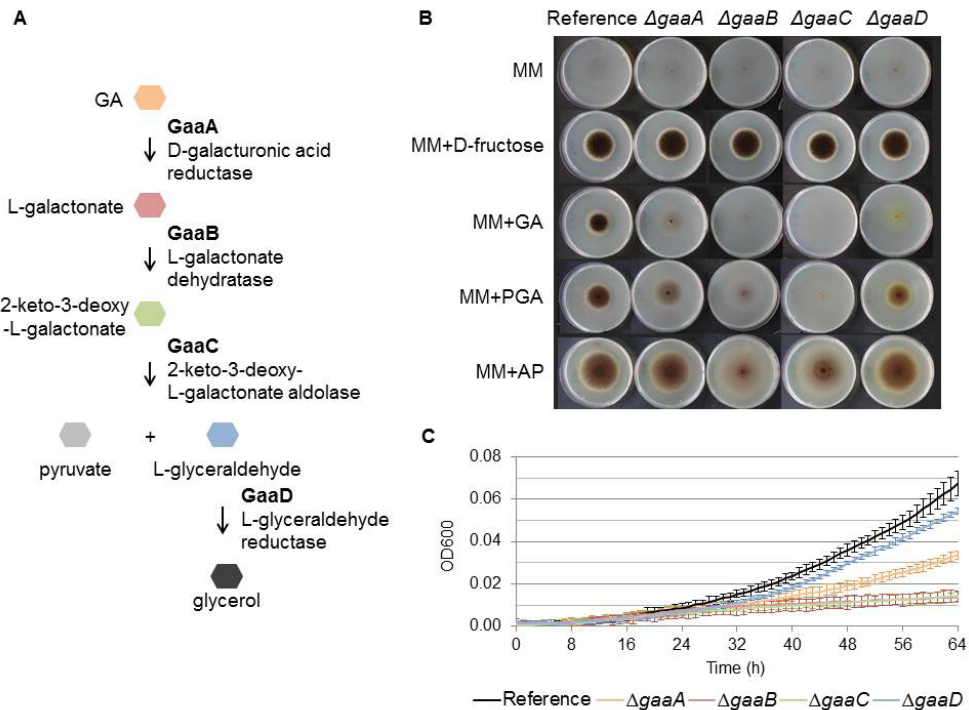 A
GA
GaaA
D-galacturonic acid
reductase
L-galactonate
GaaB
L-galactonate
dehydratase
2-keto-3-deoxy
-L-galactonate
GaaC
2-keto-3-deoxy-
L-galactonate aldolase
+
pyruvate
L-glyceraldehyde
GaaD
L-glyceraldehyde
reductase
glycerol
B
Reference ΔgaaA ΔgaaB ΔgaaC ΔgaaD
MM
MM+D-fructose
MM+GA
MM+PGA
MM+AP
C
0.08
0.06
0.04
0.02
0.00
OD600
0 8 16 24 32 40 48 56 64
Time (h)
Reference ΔgaaA ΔgaaB ΔgaaC ΔgaaD